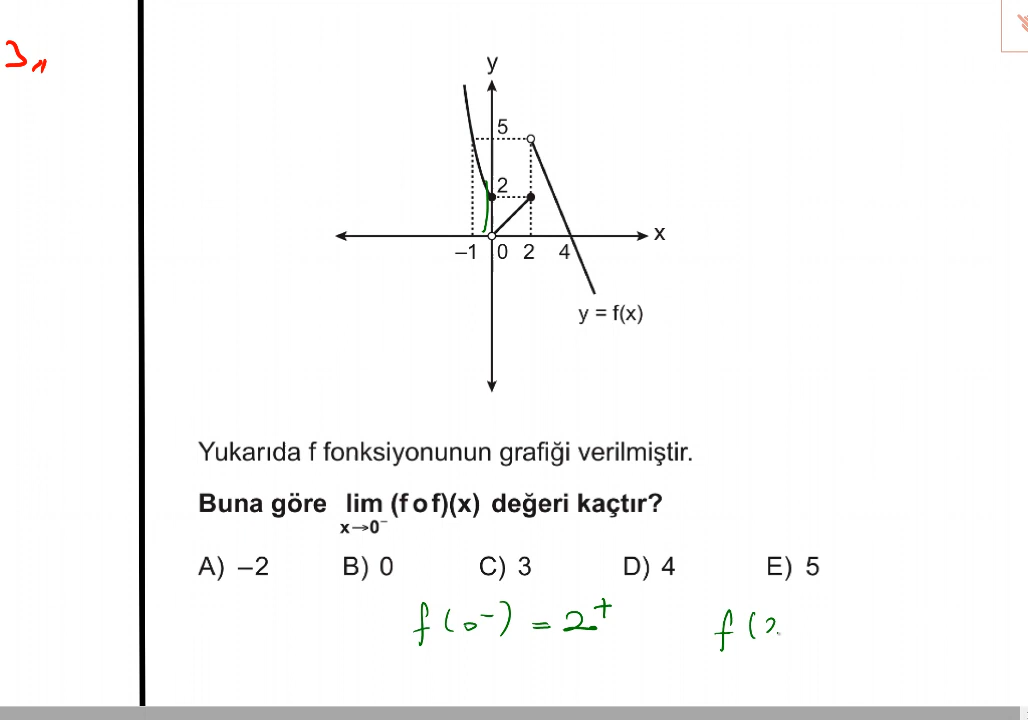 3
y
5
2
x
–1 0 2 4
y = f(x)
Yukarıda f fonksiyonunun grafiği verilmiştir.
Buna göre lim (f o f)(x) değeri kaçtır?
x→0⁻
A) –2 B) 0 C) 3 D) 4 E) 5
f(0⁻) = 2⁺ f(2